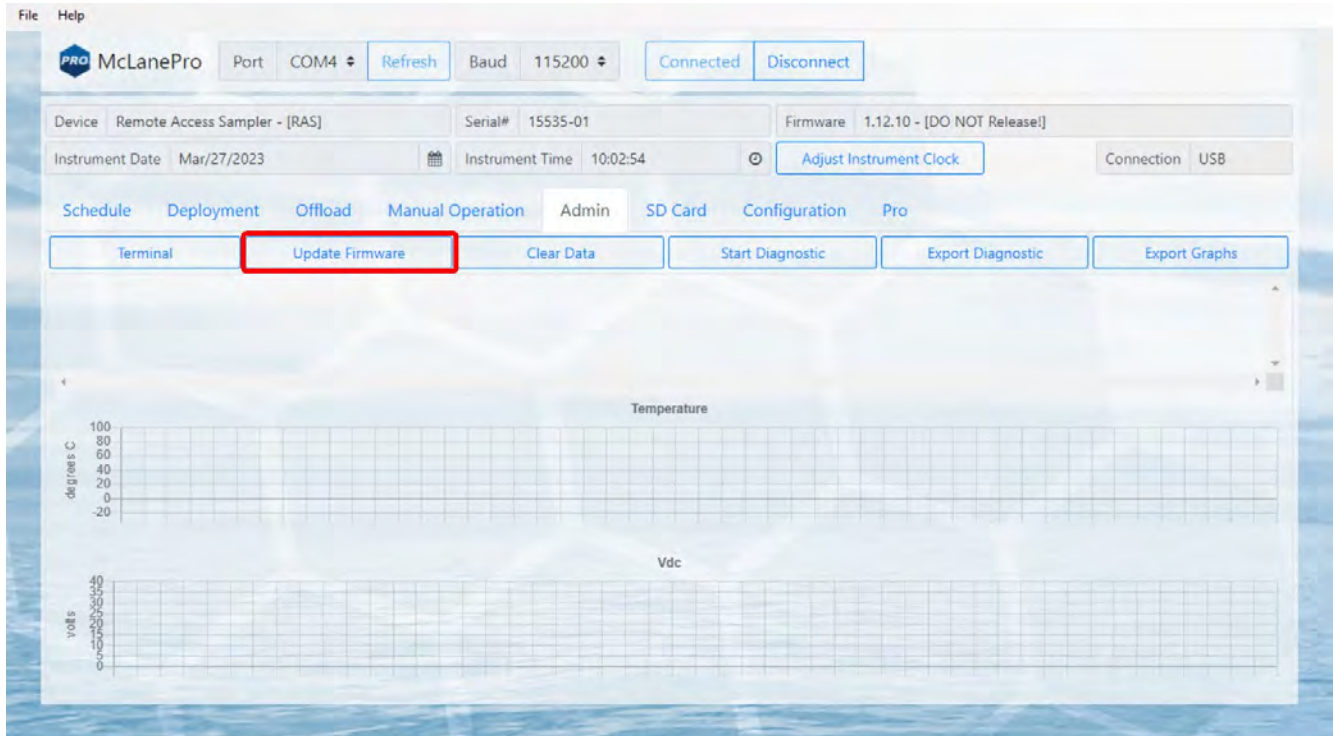 File Help
PRO McLanePro Port COM4 Refresh Baud 115200 Connected Disconnect
Device Remote Access Sampler - [RAS] Serial# 15535-01 Firmware 1.12.10 - [DO NOT Release!]
Instrument Date Mar/27/2023 Instrument Time 10:02:54 Adjust Instrument Clock Connection USB
Schedule Deployment Offload Manual Operation Admin SD Card Configuration Pro
Terminal Update Firmware Clear Data Start Diagnostic Export Diagnostic Export Graphs
Temperature
degrees C
100
80
60
40
20
0
-20
Vdc
volts
40
35
30
25
20
15
10
5
0